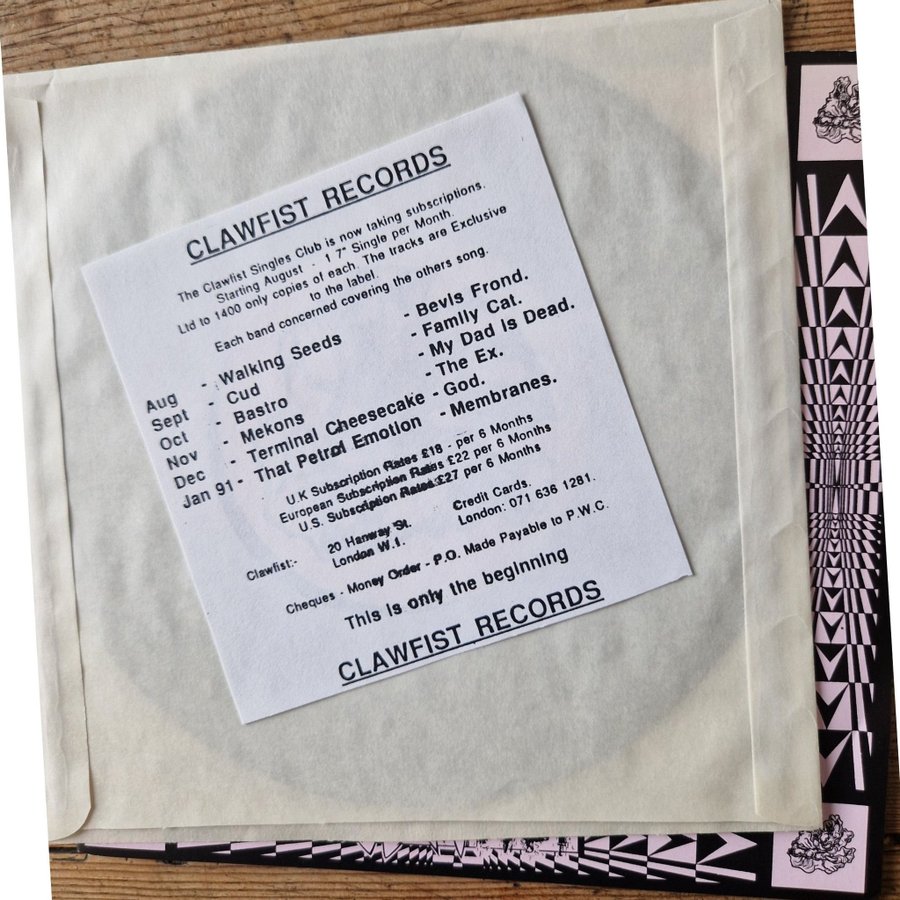 CLAWFIST RECORDS
The Clawfist Singles Club is now taking subscriptions.
Starting August - 1 7" Single per Month.
Ltd to 1400 only copies of each. The tracks are Exclusive
to the label.
Each band concerned covering the others song.
Aug - Walking Seeds - Bevis Frond.
Sept - Cud - Family Cat.
Oct - Bastro - My Dad Is Dead.
Nov - Mekons - The Ex.
Dec - Terminal Cheesecake - God.
Jan 91 - That Petrol Emotion - Membranes.
U.K Subscription Rates £18 - per 6 Months
European Subscription Rates £22 per 6 Months
U.S. Subscription Rates £27 per 6 Months
Clawfist:- 20 Hanway St. Credit Cards.
London W.1. London: 071 636 1281.
Cheques - Money Order - P.O. Made Payable to P.W.C.
This is only the beginning
CLAWFIST RECORDS